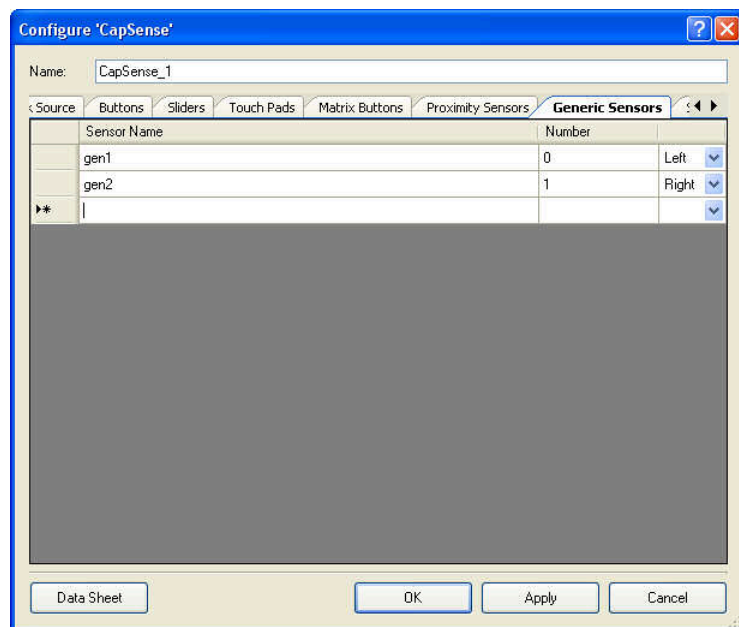 Configure 'CapSense'
Name: CapSense_1
Source Buttons Sliders Touch Pads Matrix Buttons Proximity Sensors Generic Sensors
Sensor Name Number
gen1 0 Left
gen2 1 Right
Data Sheet OK Apply Cancel